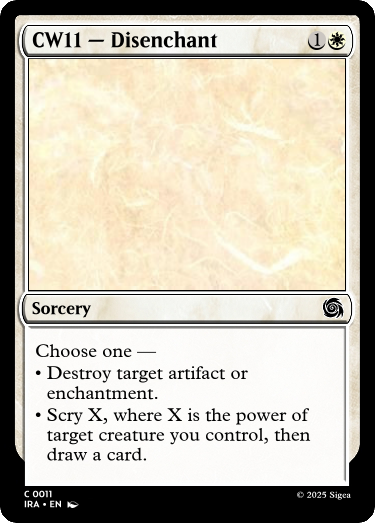 CW11 — Disenchant 1
Sorcery
Choose one —
• Destroy target artifact or
enchantment.
• Scry X, where X is the power of
target creature you control, then
draw a card.
C 0011
IRA • EN
© 2025 Sigea